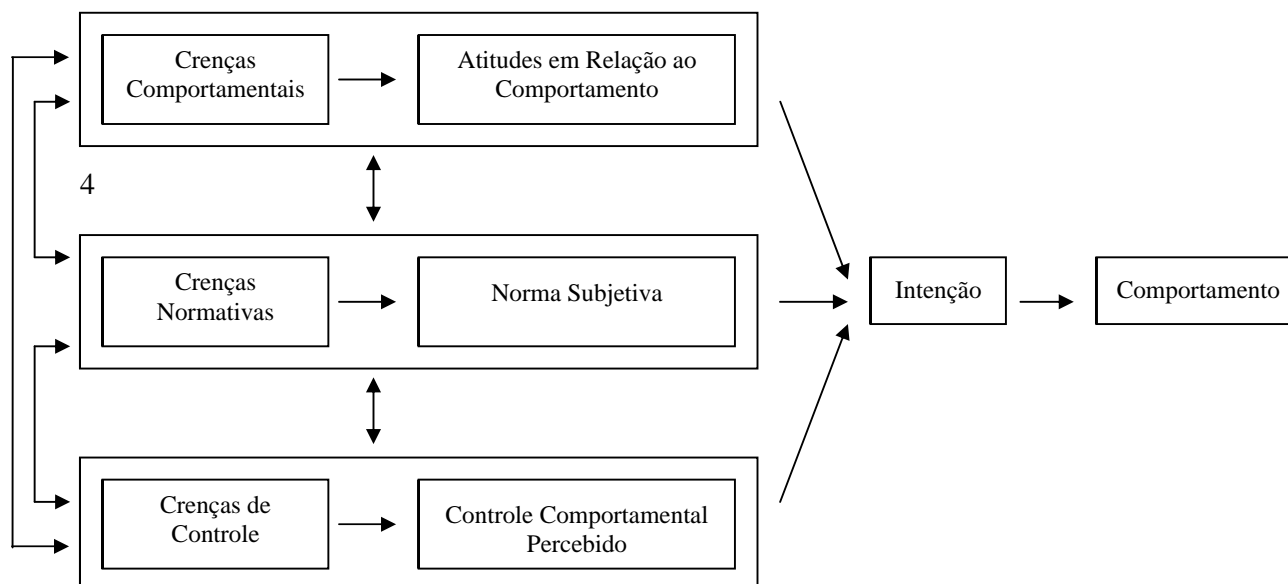 Crenças
Comportamentais
Atitudes em Relação ao
Comportamento
4
Crenças
Normativas
Norma Subjetiva
Intenção
Comportamento
Crenças de
Controle
Controle Comportamental
Percebido